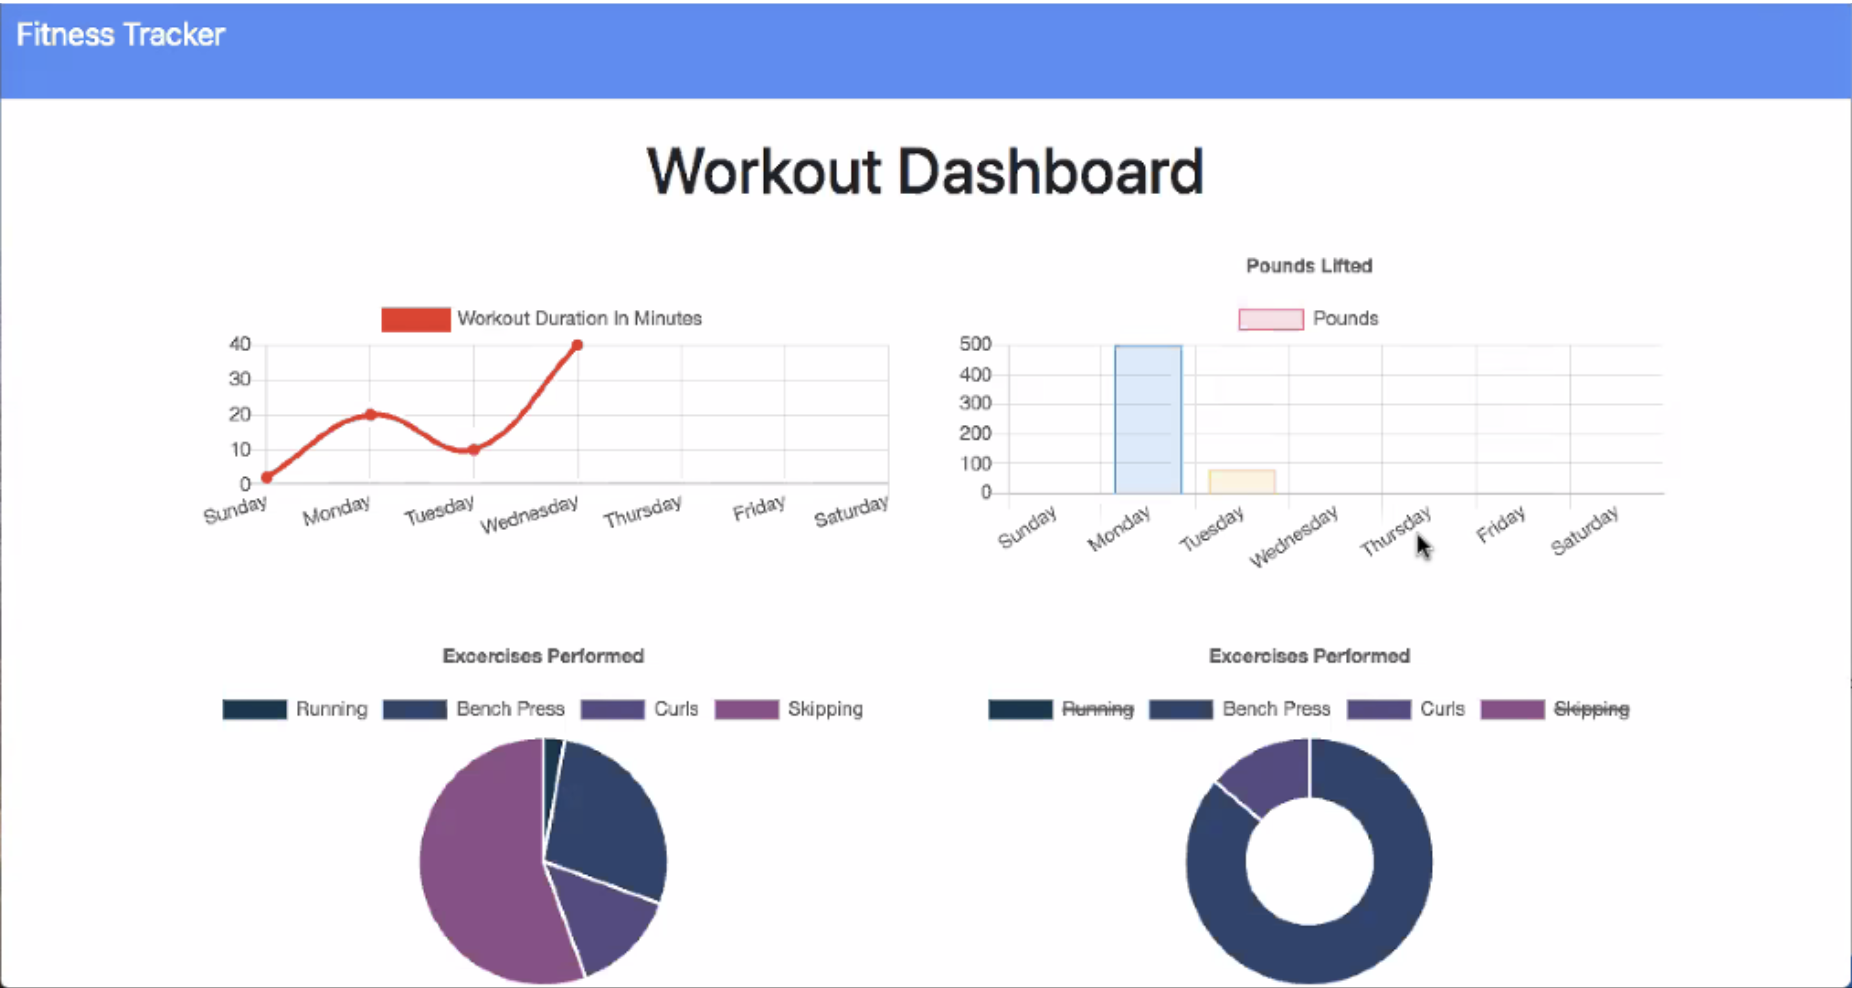 Fitness Tracker
Workout Dashboard
Workout Duration In Minutes
40
30
20
10
0
Sunday Monday Tuesday Wednesday Thursday Friday Saturday
Pounds Lifted
Pounds
500
400
300
200
100
0
Sunday Monday Tuesday Wednesday Thursday Friday Saturday
Excercises Performed
Running Bench Press Curls Skipping
Excercises Performed
Running Bench Press Curls Skipping